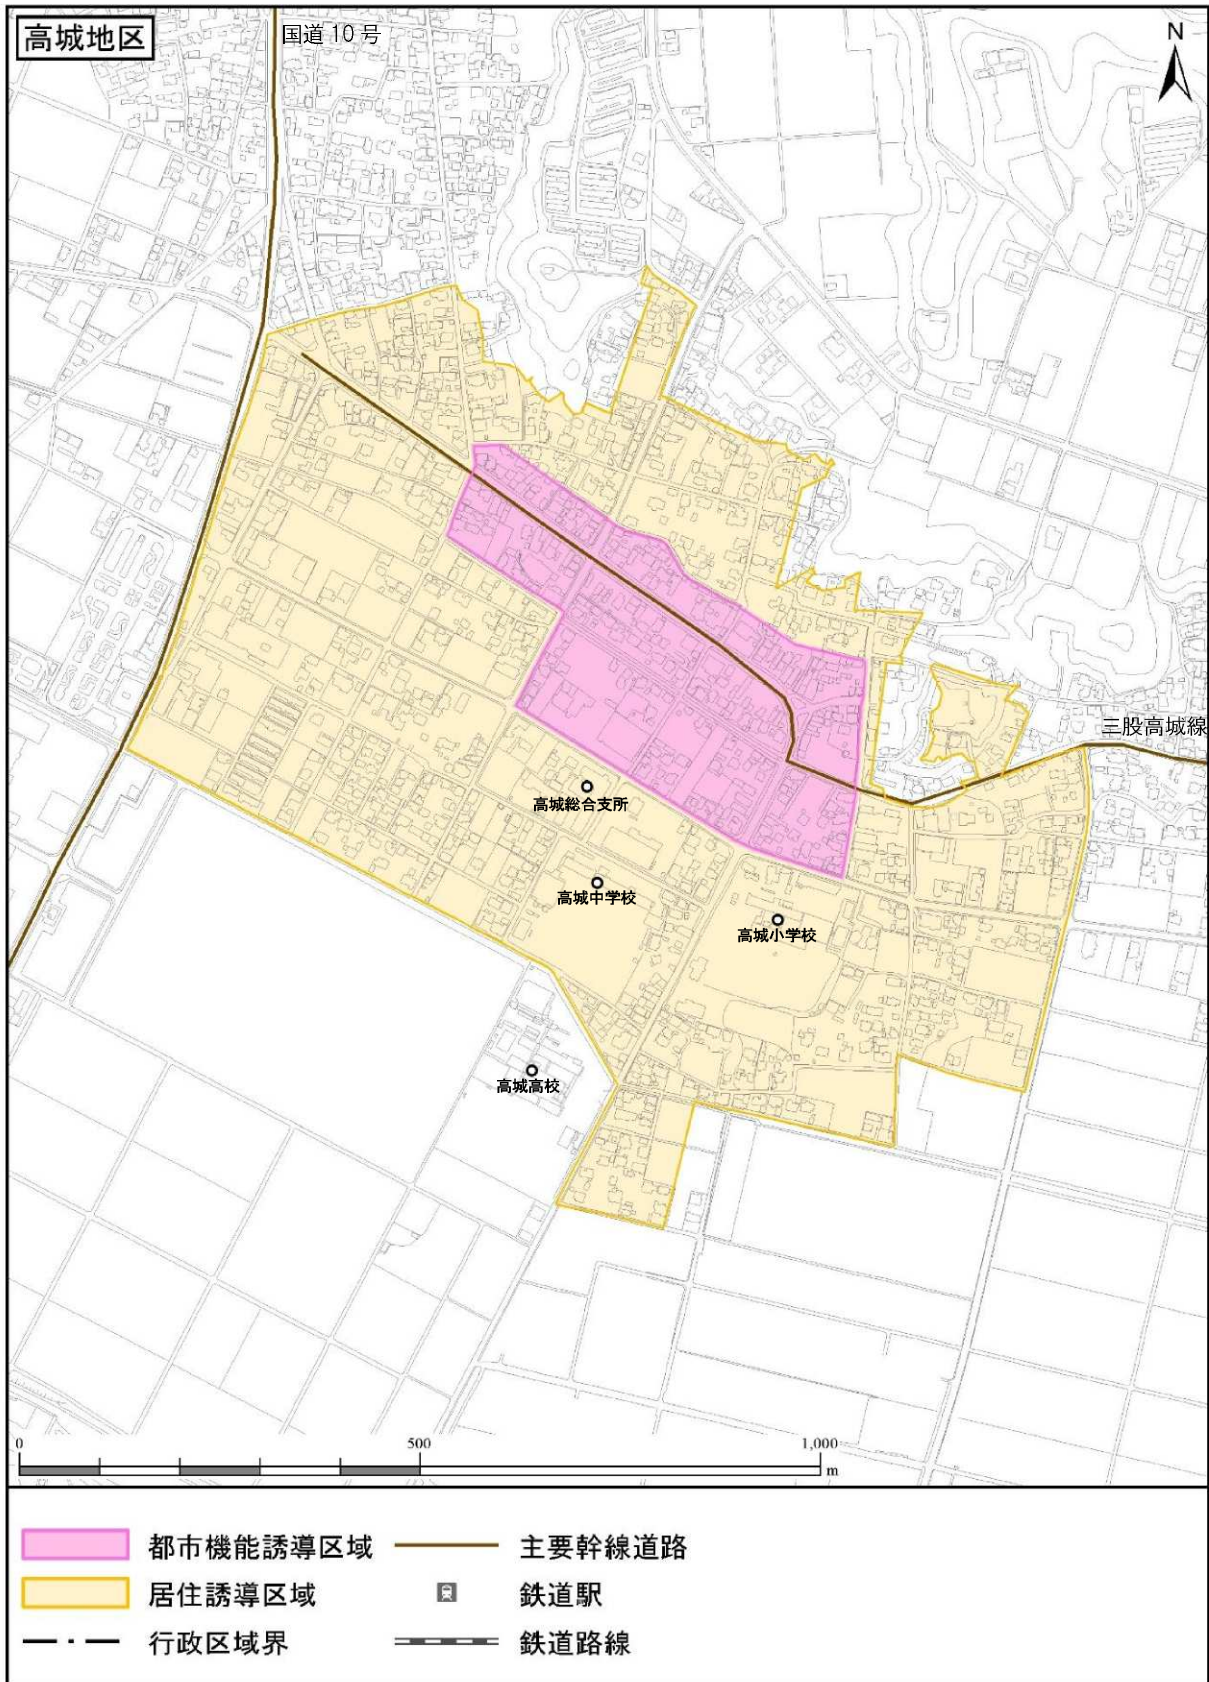 高城地区
国道10号
N
三股高城線
高城総合支所
高城中学校
高城小学校
高城高校
0 500 1,000
m
都市機能誘導区域 主要幹線道路
居住誘導区域 鉄道駅
行政区域界 鉄道路線